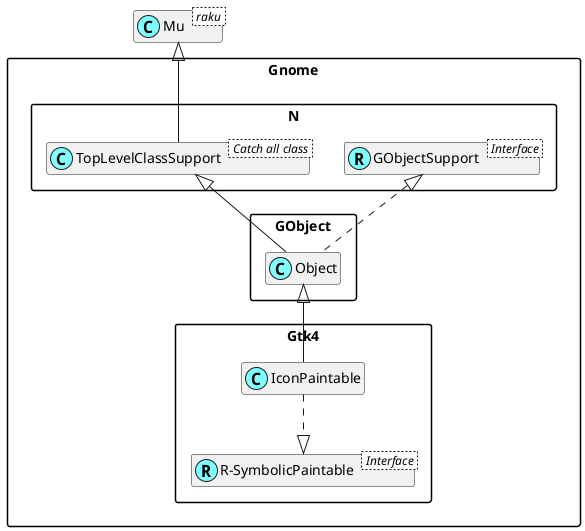 raku
C Mu
Gnome
N
Catch all class
C TopLevelClassSupport
Interface
R GObjectSupport
GObject
C Object
Gtk4
C IconPaintable
Interface
R R-SymbolicPaintable